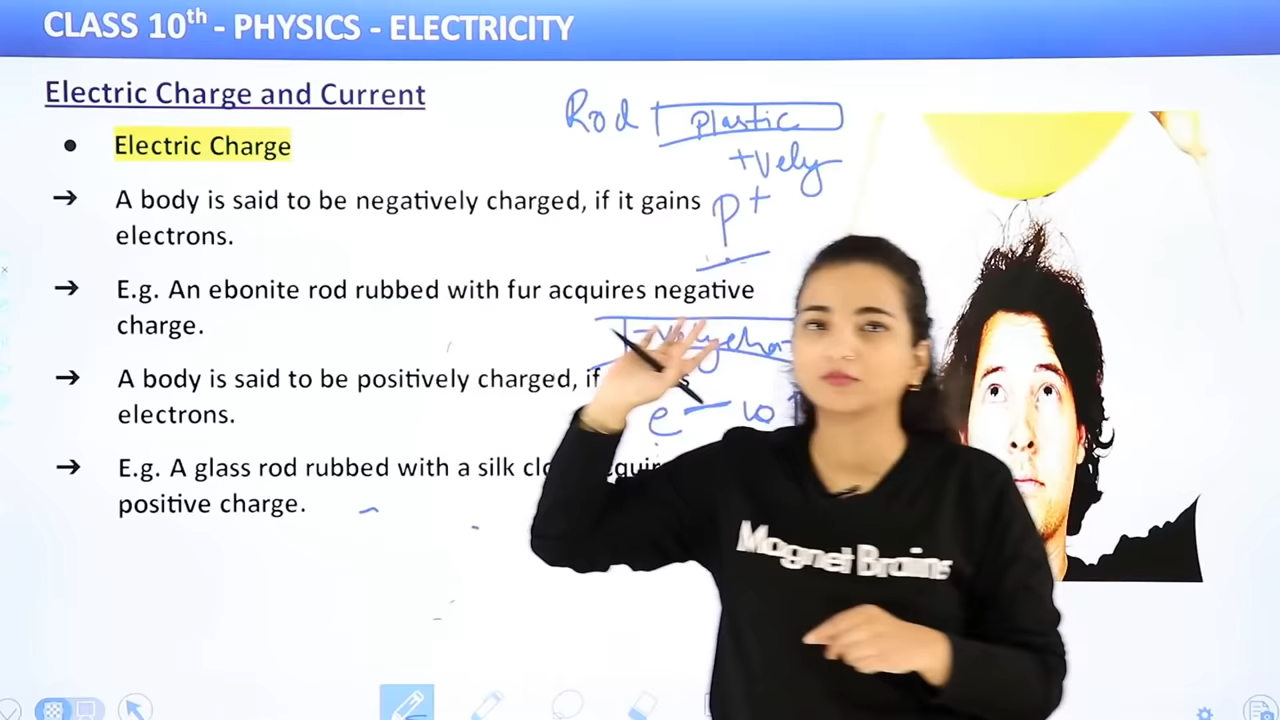 CLASS 10th - PHYSICS - ELECTRICITY
Electric Charge and Current
Electric Charge
A body is said to be negatively charged, if it gains
electrons.
E.g. An ebonite rod rubbed with fur acquires negative
charge.
A body is said to be positively charged, if
electrons.
E.g. A glass rod rubbed with a silk
positive charge.
Rod plastic
+vely
p+
e- 10
Magnet Brains